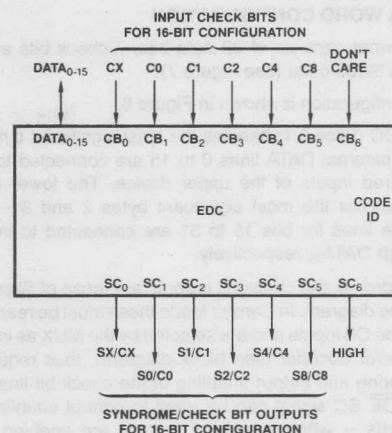 INPUT CHECK BITS
FOR 16-BIT CONFIGURATION
DATA₀₋₁₅ CX C0 C1 C2 C4 C8 CARE
DATA₀₋₁₅ CB₀ CB₁ CB₂ CB₃ CB₄ CB₅ CB₆
EDC
CODE
ID
SC₀ SC₁ SC₂ SC₃ SC₄ SC₅ SC₆
SX/CX S1/C1 S4/C4 HIGH
S0/C0 S2/C2 S8/C8
SYNDROME/CHECK BIT OUTPUTS
FOR 16-BIT CONFIGURATION